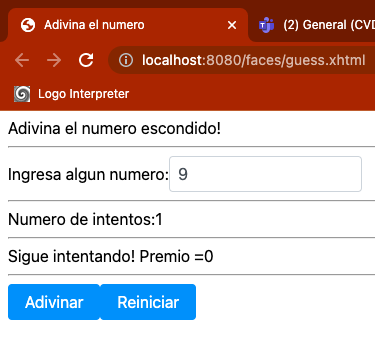 Adivina el numero
(2) General (CVD
localhost:8080/faces/guess.xhtml
Logo Interpreter
Adivina el numero escondido!
Ingresa algun numero: 9
Numero de intentos:1
Sigue intentando! Premio =0
Adivinar Reiniciar